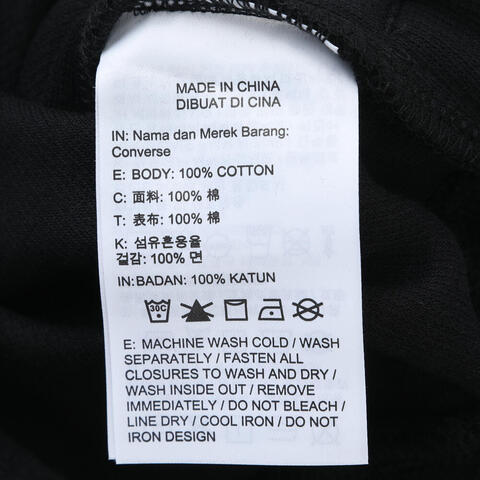 MADE IN CHINA
DIBUAT DI CINA
IN: Nama dan Merek Barang:
Converse
E: BODY: 100% COTTON
C: 面料: 100% 棉
T: 表布: 100% 棉
K: 섬유혼용율
겉감: 100% 면
IN:BADAN: 100% KATUN
30C
E: MACHINE WASH COLD / WASH
SEPARATELY / FASTEN ALL
CLOSURES TO WASH AND DRY /
WASH INSIDE OUT / REMOVE
IMMEDIATELY / DO NOT BLEACH /
LINE DRY / COOL IRON / DO NOT
IRON DESIGN